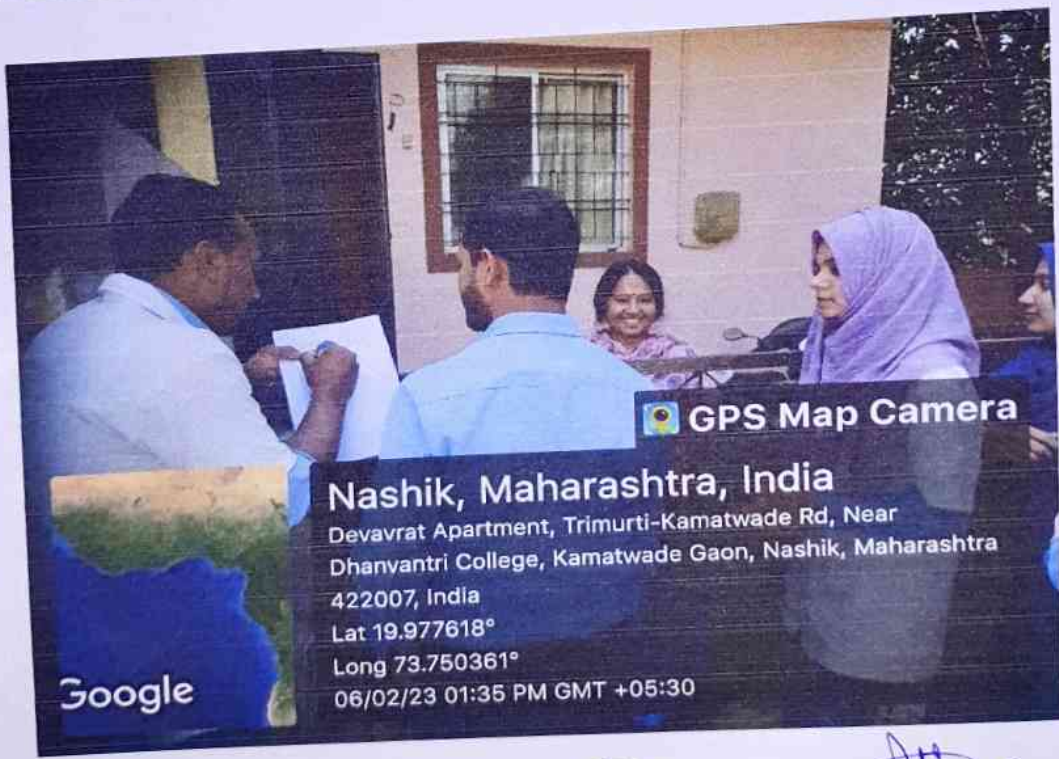 GPS Map Camera
Nashik, Maharashtra, India
Devavrat Apartment, Trimurti-Kamatwade Rd, Near
Dhanvantri College, Kamatwade Gaon, Nashik, Maharashtra
422007, India
Lat 19.977618°
Long 73.750361°
06/02/23 01:35 PM GMT +05:30
Google